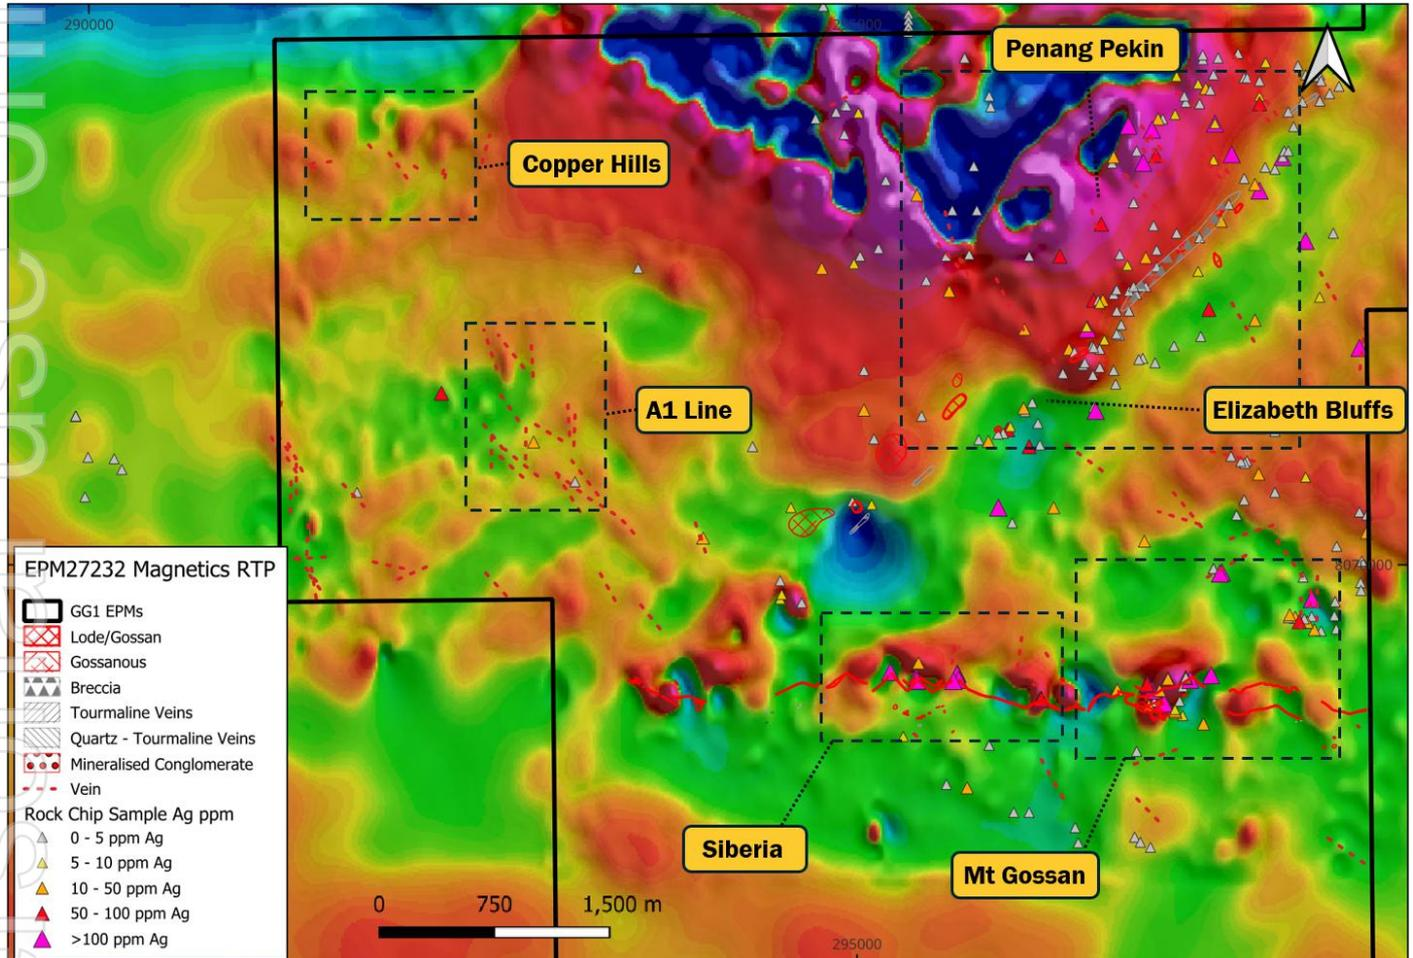 290000
295000
Penang Pekin
Copper Hills
A1 Line
Elizabeth Bluffs
8070000
EPM27232 Magnetics RTP
GG1 EPMs
Lode/Gossan
Gossanous
Breccia
Tourmaline Veins
Quartz - Tourmaline Veins
Mineralised Conglomerate
Vein
Rock Chip Sample Ag ppm
0 - 5 ppm Ag
5 - 10 ppm Ag
10 - 50 ppm Ag
50 - 100 ppm Ag
>100 ppm Ag
Siberia
Mt Gossan
0 750 1,500 m
295000